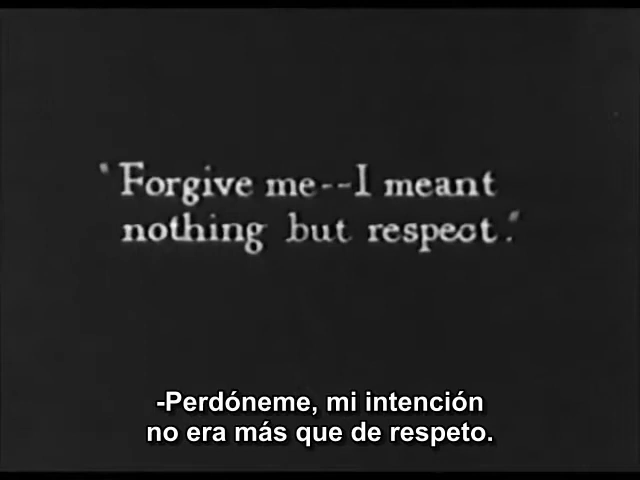 "Forgive me--I meant
nothing but respect."
-Perdóneme, mi intención
no era más que de respeto.